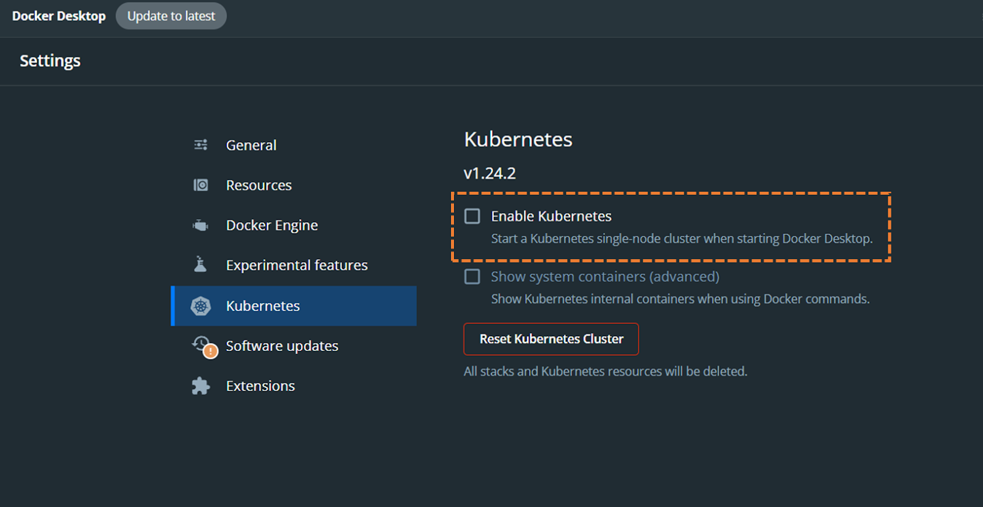 Docker Desktop
Update to latest
Settings
General
Resources
Docker Engine
Experimental features
Kubernetes
Software updates
Extensions
Kubernetes
v1.24.2
Enable Kubernetes
Start a Kubernetes single-node cluster when starting Docker Desktop.
Show system containers (advanced)
Show Kubernetes internal containers when using Docker commands.
Reset Kubernetes Cluster
All stacks and Kubernetes resources will be deleted.